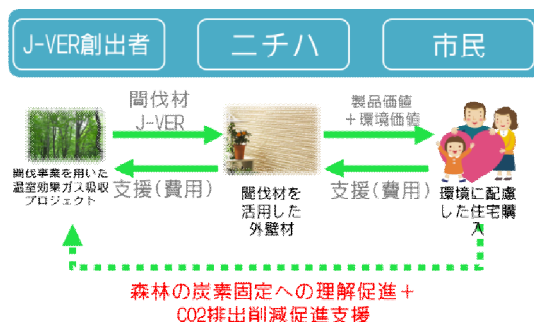 J-VER創出者
ニチハ
市民
間伐材
J-VER
製品価値
＋環境価値
間伐事業を用いた
温室効果ガス吸収
プロジェクト
支援(費用)
間伐材を
活用した
外壁材
支援(費用)
環境に配慮
した住宅購
入
森林の炭素固定への理解促進＋
CO2排出削減促進支援